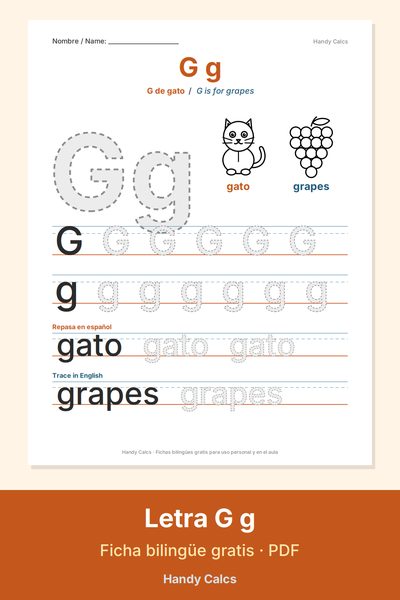 Nombre / Name: ____________________ Handy Calcs
G g
G de gato / G is for grapes
Gg
gato grapes
G G G G G G
g g g g g g g
Repasa en español
gato gato gato
Trace in English
grapes grapes
Handy Calcs · Fichas bilingües gratis para uso personal y en el aula
Letra G g
Ficha bilingüe gratis · PDF
Handy Calcs